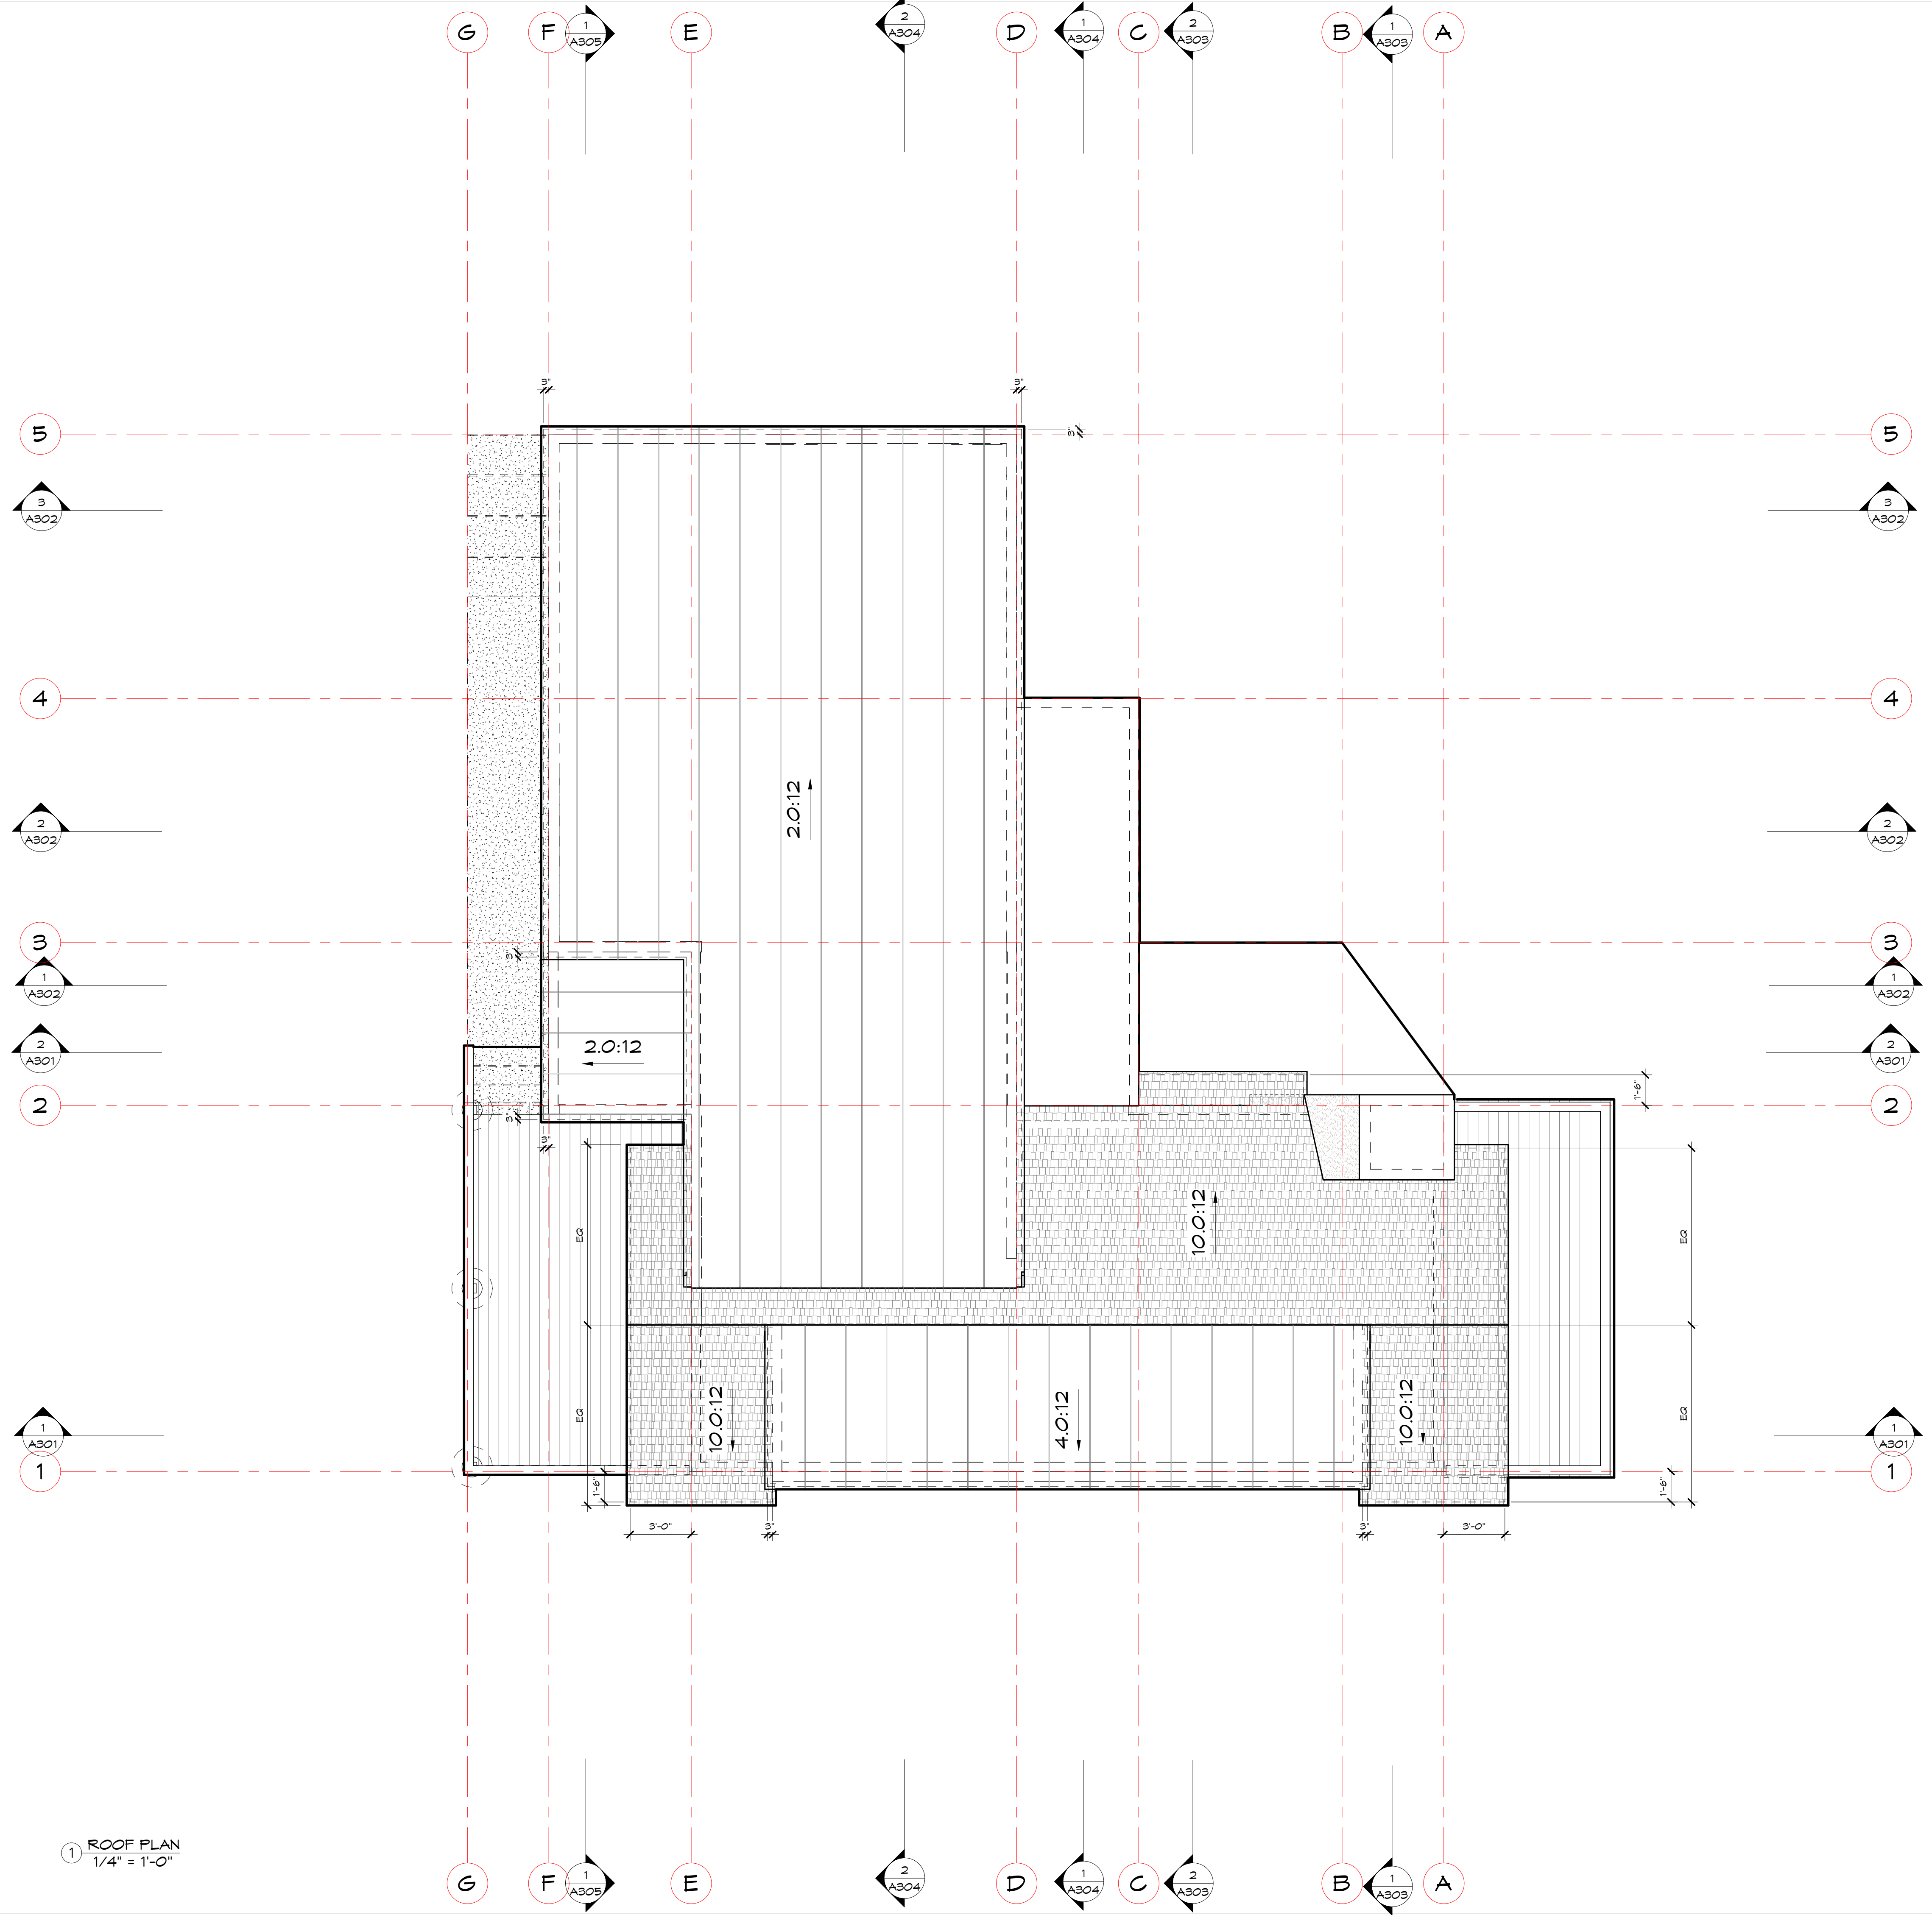 G
F
1
A305
E
2
A304
D
1
A304
C
2
A303
B
1
A303
A
3"
3"
3"
5
5
3
A302
3
A302
4
4
2.0:12
2
A302
2
A302
3
3
3"
1
A302
1
A302
2.0:12
2
A301
2
A301
1'-6"
2
2
3"
3"
10.0:12
EQ
EQ
10.0:12
4.0:12
10.0:12
EQ
EQ
1
A301
1
A301
1
1
1'-6"
1'-6"
3'-0"
3"
3"
3'-0"
1
ROOF PLAN
1/4" = 1'-0"
G
F
1
A305
E
2
A304
D
1
A304
C
2
A303
B
1
A303
A